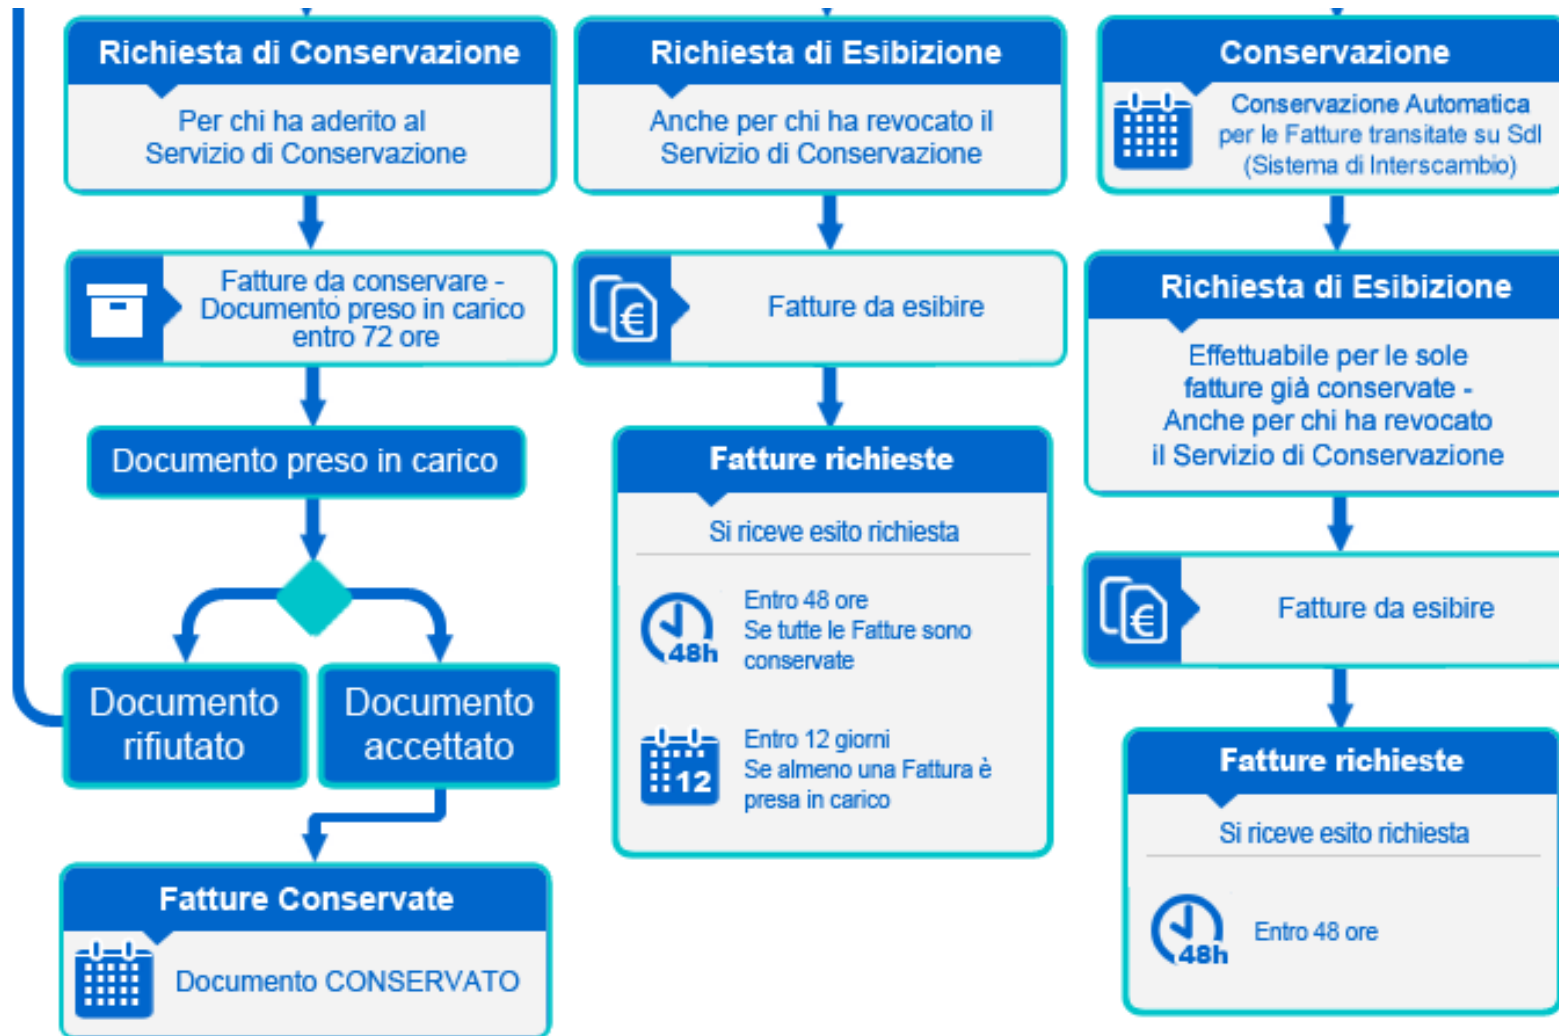 Richiesta di Conservazione
Per chi ha aderito al
Servizio di Conservazione
Fatture da conservare -
Documento preso in carico
entro 72 ore
Documento preso in carico
Documento
rifiutato
Documento
accettato
Fatture Conservate
Documento CONSERVATO
Richiesta di Esibizione
Anche per chi ha revocato il
Servizio di Conservazione
€
Fatture da esibire
Fatture richieste
Si riceve esito richiesta
48h
Entro 48 ore
Se tutte le Fatture sono
conservate
12
Entro 12 giorni
Se almeno una Fattura è
presa in carico
Conservazione
Conservazione Automatica
per le Fatture transitate su SdI
(Sistema di Interscambio)
Richiesta di Esibizione
Effettuabile per le sole
fatture già conservate -
Anche per chi ha revocato
il Servizio di Conservazione
€
Fatture da esibire
Fatture richieste
Si riceve esito richiesta
48h
Entro 48 ore